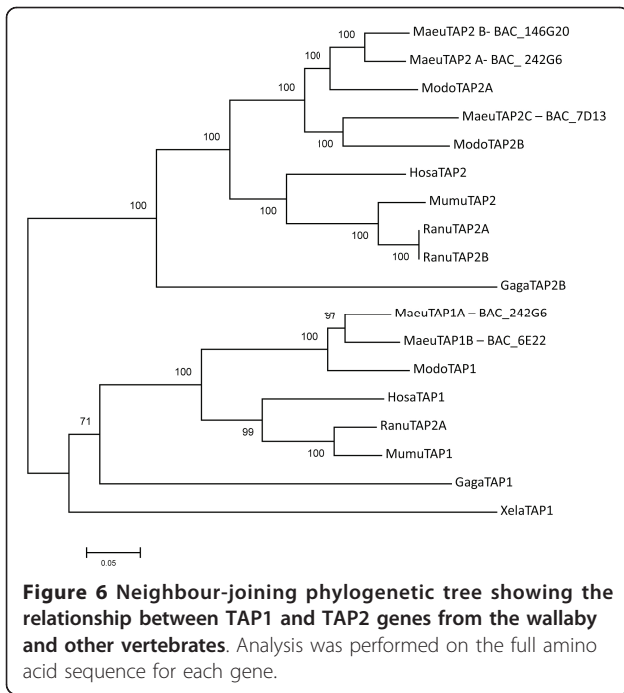 MaeuTAP2 B- BAC_146G20
100
MaeuTAP2 A- BAC_ 242G6
100
ModoTAP2A
100
MaeuTAP2C – BAC_7D13
100
ModoTAP2B
100
HosaTAP2
100
MumuTAP2
100
RanuTAP2A
100
RanuTAP2B
100
GagaTAP2B
97
MaeuTAP1A – BAC_242G6
100
MaeuTAP1B – BAC_6E22
ModoTAP1
100
HosaTAP1
99
RanuTAP2A
71
100
MumuTAP1
GagaTAP1
XelaTAP1
0.05
Figure 6 Neighbour-joining phylogenetic tree showing the
relationship between TAP1 and TAP2 genes from the wallaby
and other vertebrates. Analysis was performed on the full amino
acid sequence for each gene.